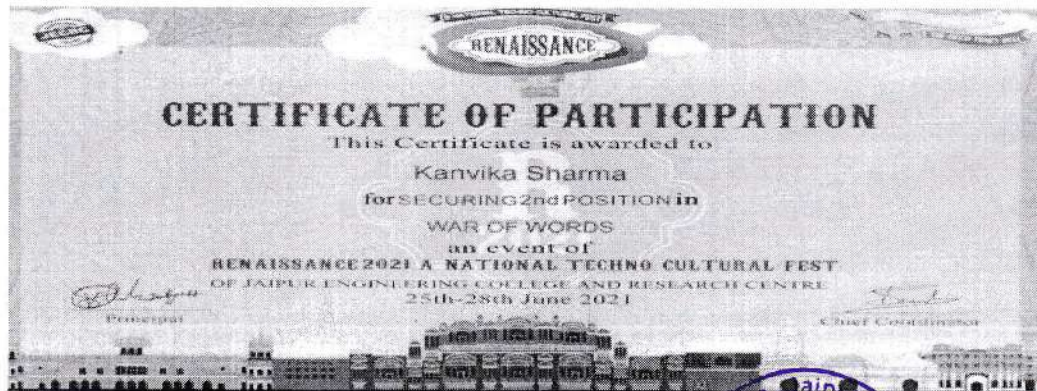 RENAISSANCE
CERTIFICATE OF PARTICIPATION
This Certificate is awarded to
Kanvika Sharma
for SECURING 2nd POSITION in
WAR OF WORDS
an event of
RENAISSANCE 2021 A NATIONAL TECHNO CULTURAL FEST
OF JAIPUR ENGINEERING COLLEGE AND RESEARCH CENTRE
25th-28th June 2021
Principal
Chief Coordinator